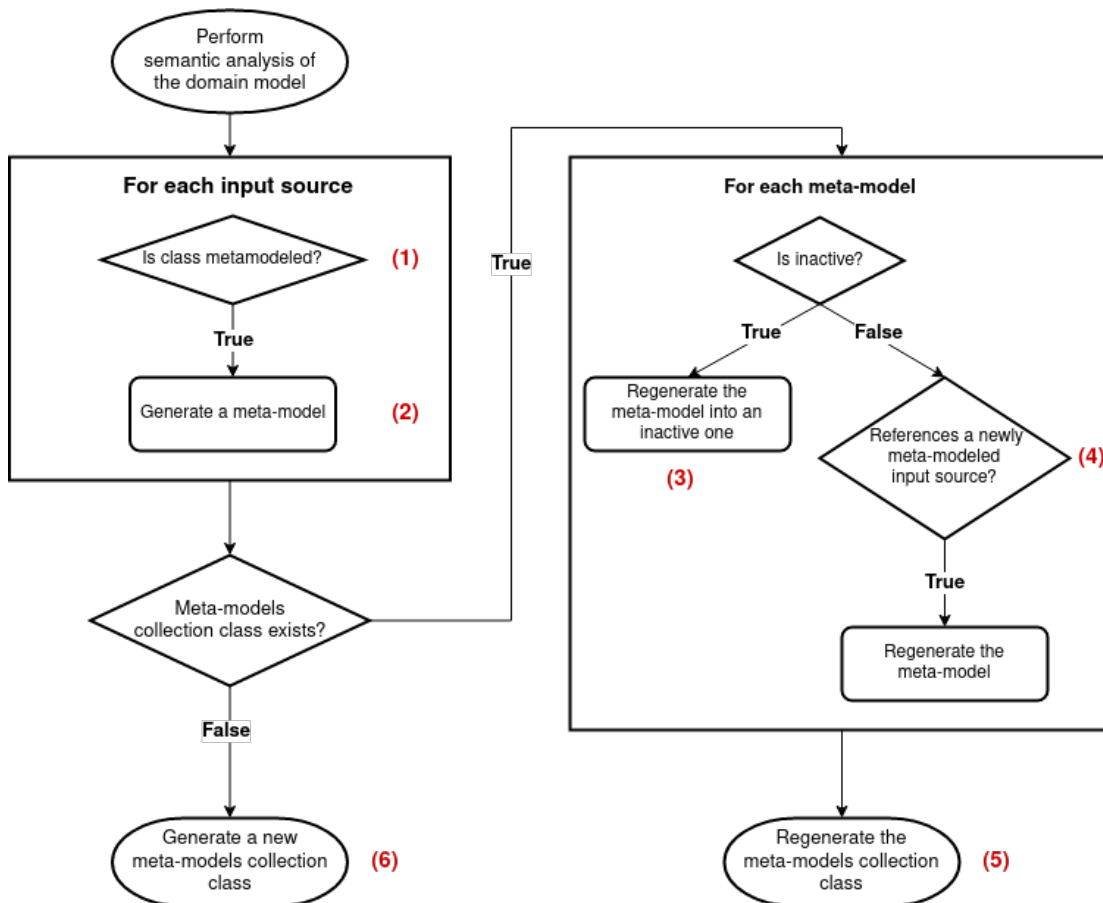 Perform
semantic analysis of
the domain model
For each input source
Is class metamodeled?
(1)
True
Generate a meta-model
(2)
Meta-models
collection class exists?
False
Generate a new
meta-models collection
class
(6)
True
For each meta-model
Is inactive?
True
False
Regenerate the
meta-model into an
inactive one
(3)
References a newly
meta-modeled
input source?
(4)
True
Regenerate the
meta-model
Regenerate the
meta-models collection
class
(5)